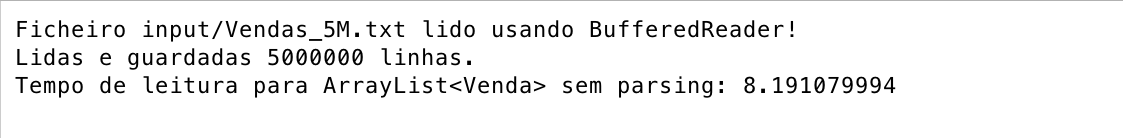 Ficheiro input/Vendas_5M.txt lido usando BufferedReader!
Lidas e guardadas 5000000 linhas.
Tempo de leitura para ArrayList<Venda> sem parsing: 8.191079994